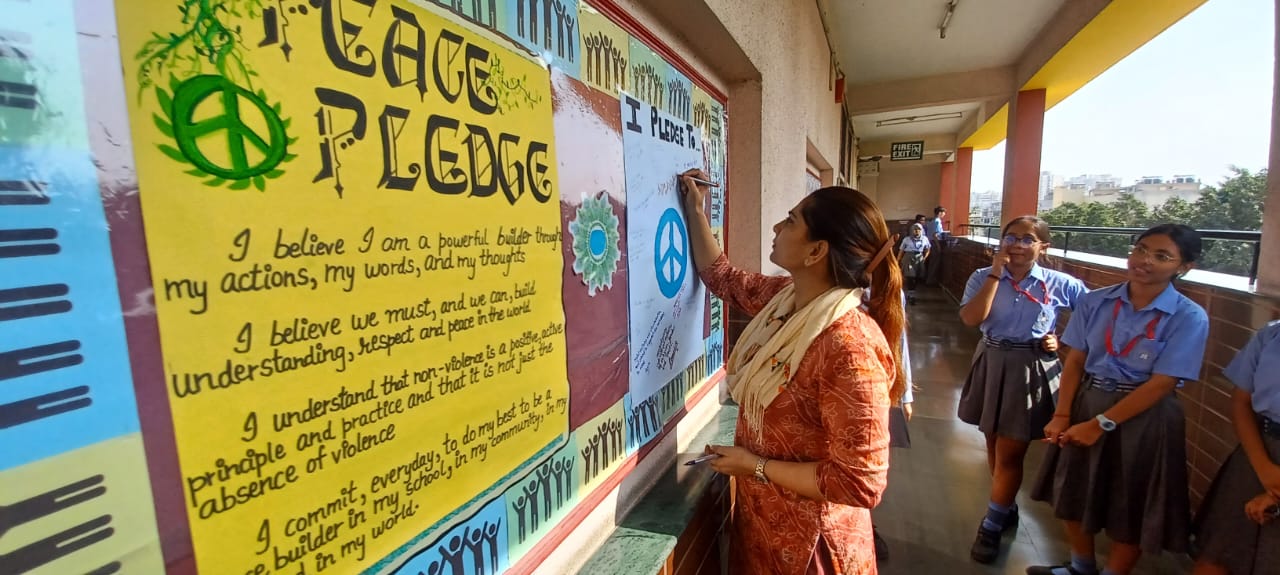 PEACE
PLEDGE
I believe I am a powerful builder through
my actions, my words, and my thoughts
I believe we must, and we can, build
understanding, respect and peace in the world
I understand that non-violence is a positive, active
principle and practice and that it is not just the
absence of violence
I commit, everyday, to do my best to be a
builder in my school, in my community, in my
in my world.
I PLEDGE TO...
FIRE
EXIT